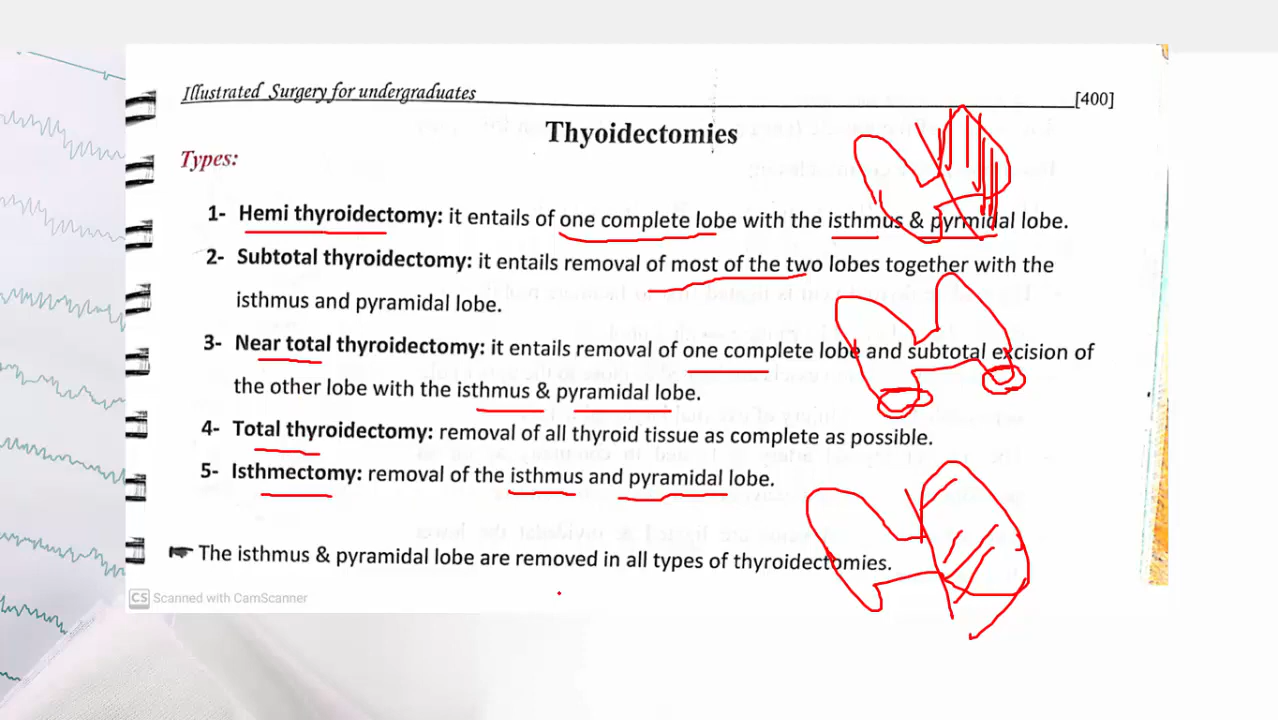 Illustrated Surgery for undergraduates [400]
Thyoidectomies
Types:
1- Hemi thyroidectomy: it entails of one complete lobe with the isthmus & pyrmidal lobe.
2- Subtotal thyroidectomy: it entails removal of most of the two lobes together with the
isthmus and pyramidal lobe.
3- Near total thyroidectomy: it entails removal of one complete lobe and subtotal excision of
the other lobe with the isthmus & pyramidal lobe.
4- Total thyroidectomy: removal of all thyroid tissue as complete as possible.
5- Isthmectomy: removal of the isthmus and pyramidal lobe.
The isthmus & pyramidal lobe are removed in all types of thyroidectomies.
CS Scanned with CamScanner